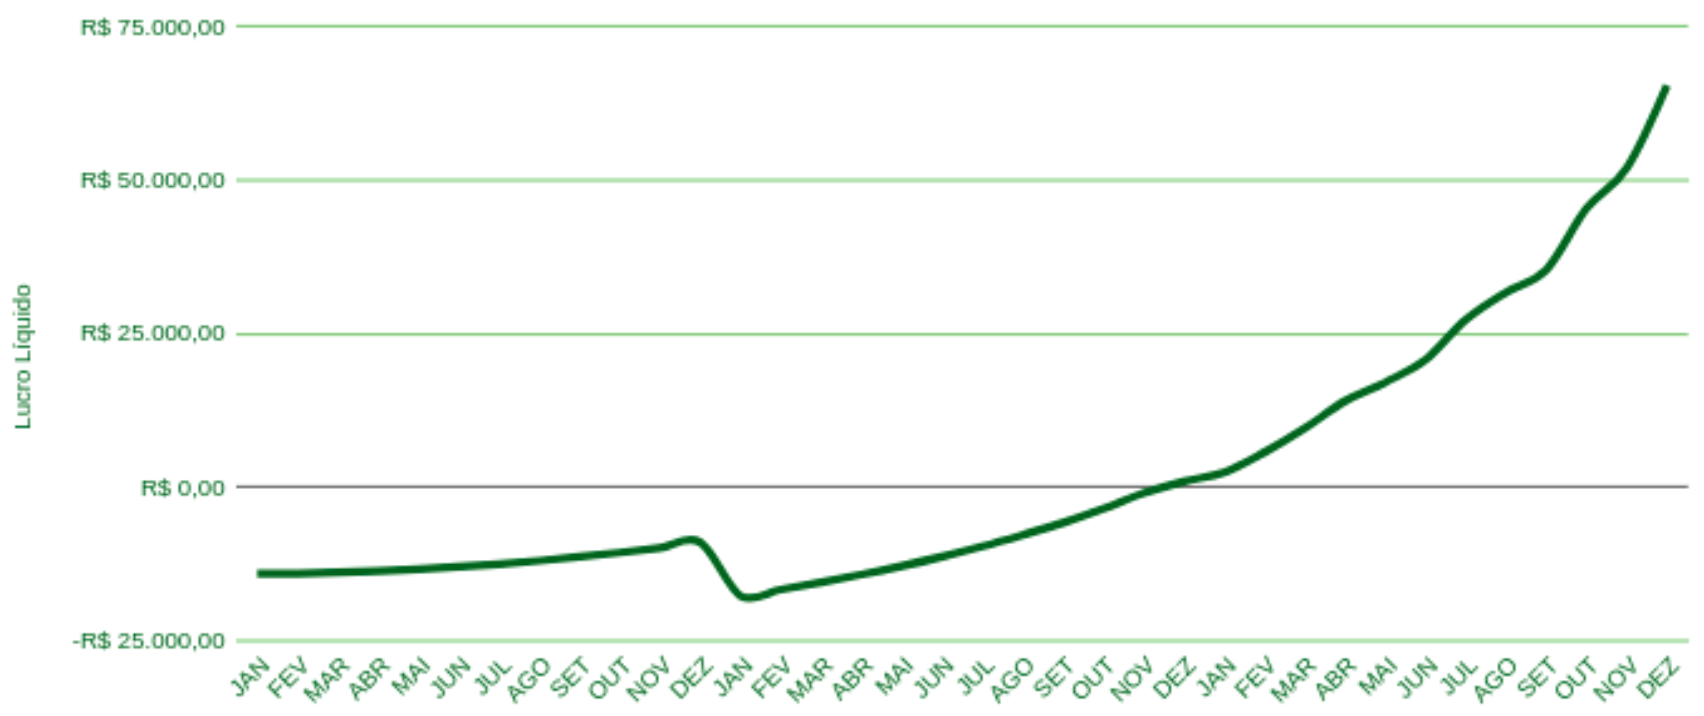 R$ 75.000,00
R$ 50.000,00
R$ 25.000,00
R$ 0,00
-R$ 25.000,00
Lucro Líquido
JAN FEV MAR ABR MAI JUN JUL AGO SET OUT NOV DEZ JAN FEV MAR ABR MAI JUN JUL AGO SET OUT NOV DEZ JAN FEV MAR ABR MAI JUN JUL AGO SET OUT NOV DEZ